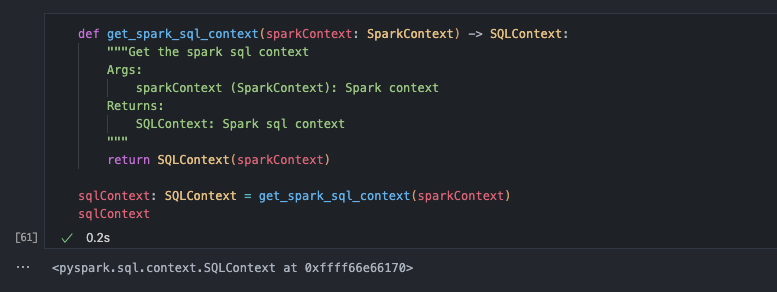 def get_spark_sql_context(sparkContext: SparkContext) -> SQLContext:
    """Get the spark sql context
    Args:
        sparkContext (SparkContext): Spark context
    Returns:
        SQLContext: Spark sql context
    """
    return SQLContext(sparkContext)
sqlContext: SQLContext = get_spark_sql_context(sparkContext)
sqlContext
[61] ✓ 0.2s
... <pyspark.sql.context.SQLContext at 0xffff66e66170>